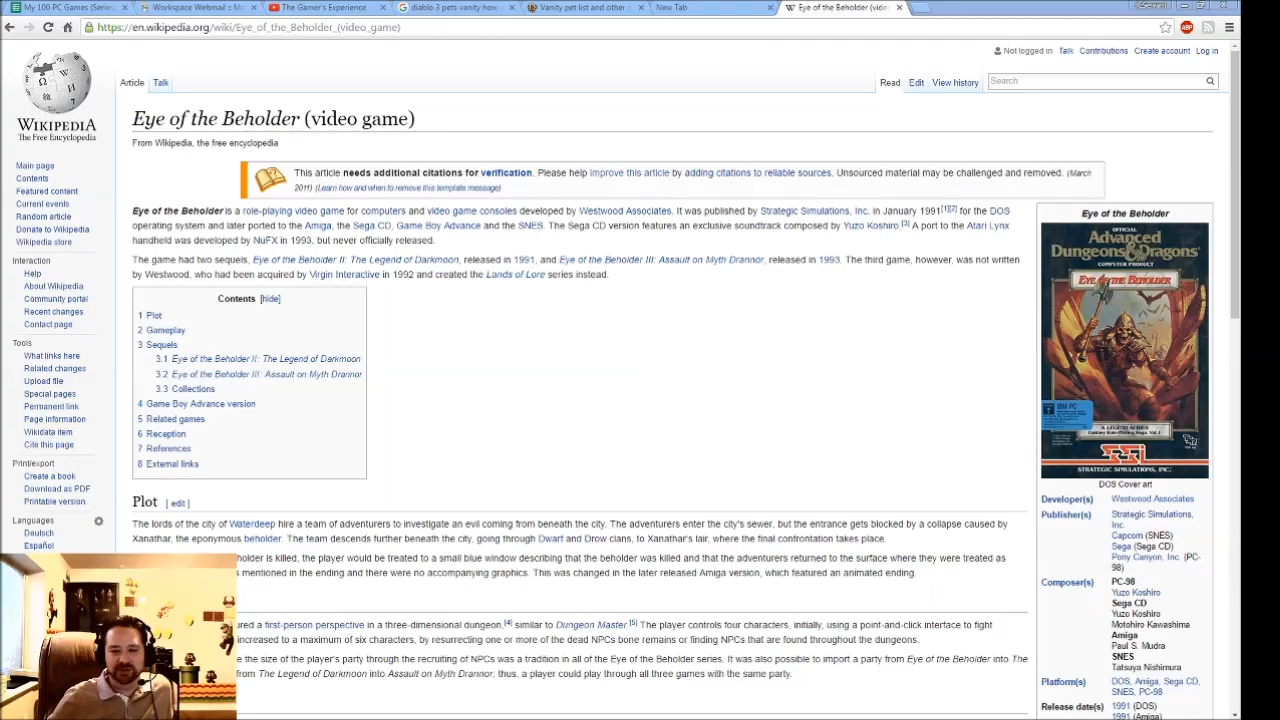 My 100 PC Games (Series
Workspace Webmail :: M
The Gamer's Experience
diablo 3 pets vanity how
Vanity pet list and other
New Tab
Eye of the Beholder (video
https://en.wikipedia.org/wiki/Eye_of_the_Beholder_(video_game)
Not logged in Talk Contributions Create account Log in
Article Talk
Read Edit View history Search
WIKIPEDIA
The Free Encyclopedia
Main page
Contents
Featured content
Current events
Random article
Donate to Wikipedia
Wikipedia store
Interaction
Help
About Wikipedia
Community portal
Recent changes
Contact page
Tools
What links here
Related changes
Upload file
Special pages
Permanent link
Page information
Wikidata item
Cite this page
Print/export
Create a book
Download as PDF
Printable version
Languages
Deutsch
Español
Eye of the Beholder (video game)
From Wikipedia, the free encyclopedia
This article needs additional citations for verification. Please help improve this article by adding citations to reliable sources. Unsourced material may be challenged and removed. (March
2011) (Learn how and when to remove this template message)
Eye of the Beholder is a role-playing video game for computers and video game consoles developed by Westwood Associates. It was published by Strategic Simulations, Inc. in January 1991[1][2] for the DOS
operating system and later ported to the Amiga, the Sega CD, Game Boy Advance and the SNES. The Sega CD version features an exclusive soundtrack composed by Yuzo Koshiro.[3] A port to the Atari Lynx
handheld was developed by NuFX in 1993, but never officially released.
The game had two sequels, Eye of the Beholder II: The Legend of Darkmoon, released in 1991, and Eye of the Beholder III: Assault on Myth Drannor, released in 1993. The third game, however, was not written
by Westwood, who had been acquired by Virgin Interactive in 1992 and created the Lands of Lore series instead.
Contents [hide]
1 Plot
2 Gameplay
3 Sequels
3.1 Eye of the Beholder II: The Legend of Darkmoon
3.2 Eye of the Beholder III: Assault on Myth Drannor
3.3 Collections
4 Game Boy Advance version
5 Related games
6 Reception
7 References
8 External links
Plot [ edit ]
The lords of the city of Waterdeep hire a team of adventurers to investigate an evil coming from beneath the city. The adventurers enter the city's sewer, but the entrance gets blocked by a collapse caused by
Xanathar, the eponymous beholder. The team descends further beneath the city, going through Dwarf and Drow clans, to Xanathar's lair, where the final confrontation takes place.
holder is killed, the player would be treated to a small blue window describing that the beholder was killed and that the adventurers returned to the surface where they were treated as
s mentioned in the ending and there were no accompanying graphics. This was changed in the later released Amiga version, which featured an animated ending.
ured a first-person perspective in a three-dimensional dungeon,[4] similar to Dungeon Master.[5] The player controls four characters, initially, using a point-and-click interface to fight
increased to a maximum of six characters, by resurrecting one or more of the dead NPCs bone remains or finding NPCs that are found throughout the dungeons.
e the size of the player's party through the recruiting of NPCs was a tradition in all of the Eye of the Beholder series. It was also possible to import a party from Eye of the Beholder into The
from The Legend of Darkmoon into Assault on Myth Drannor; thus, a player could play through all three games with the same party.
Eye of the Beholder
OFFICIAL
Advanced
Dungeons & Dragons
COMPUTER PRODUCT
EYE OF THE BEHOLDER
IBM PC
A LEGEND SERIES
SSI
STRATEGIC SIMULATIONS, INC.
DOS Cover art
Developer(s) Westwood Associates
Publisher(s) Strategic Simulations,
Inc.
Capcom (SNES)
Sega (Sega CD)
Pony Canyon, Inc. (PC-
98)
Composer(s) PC-98
Yuzo Koshiro
Sega CD
Yuzo Koshiro
Motohiro Kawashima
Amiga
Paul S. Mudra
SNES
Tatsuya Nishimura
Platform(s) DOS, Amiga, Sega CD,
SNES, PC-98
Release date(s) 1991 (DOS)
1991 (Amiga)